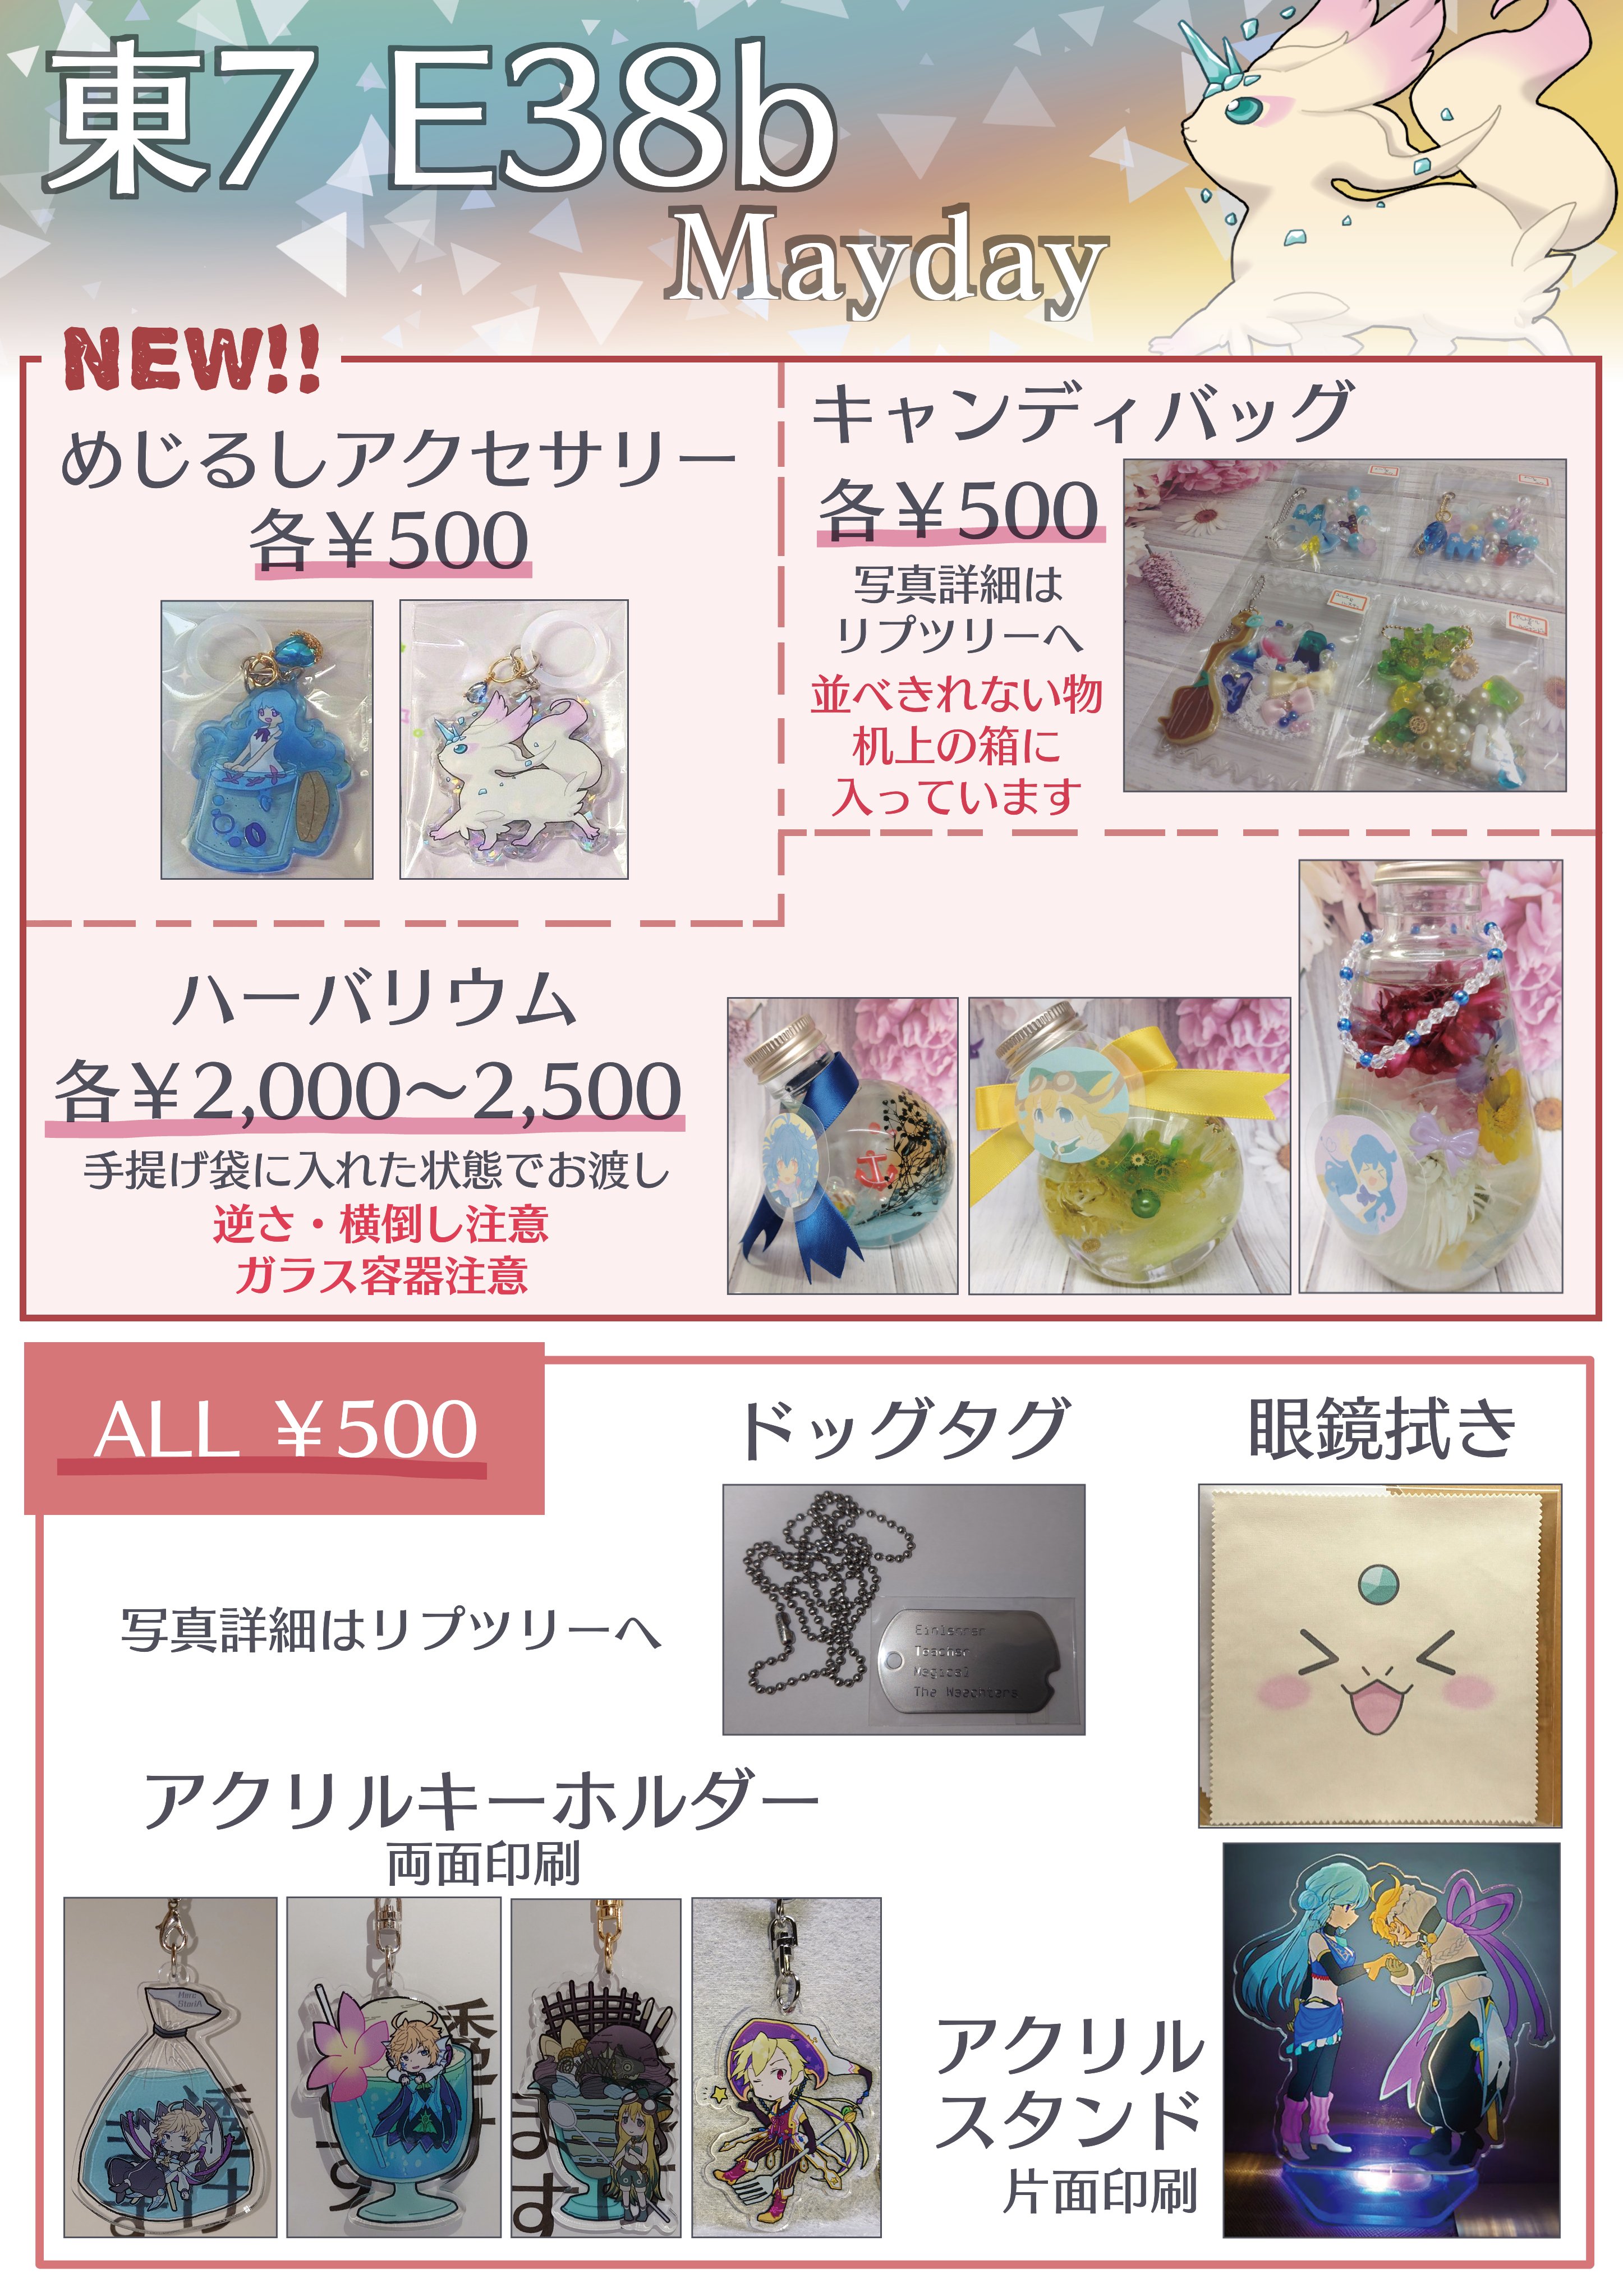 東7 E38b
Mayday
NEW!!
めじるしアクセサリー
各¥500
キャンディバッグ
各¥500
写真詳細は
リプツリーへ
並べきれない物
机上の箱に
入っています
ハーバリウム
各¥2,000~2,500
手提げ袋に入れた状態でお渡し
逆さ・横倒し注意
ガラス容器注意
ALL ¥500
写真詳細はリプツリーへ
ドッグタグ
Teacher
Magical
眼鏡拭き
アクリルキーホルダー
両面印刷
アクリル
スタンド
片面印刷